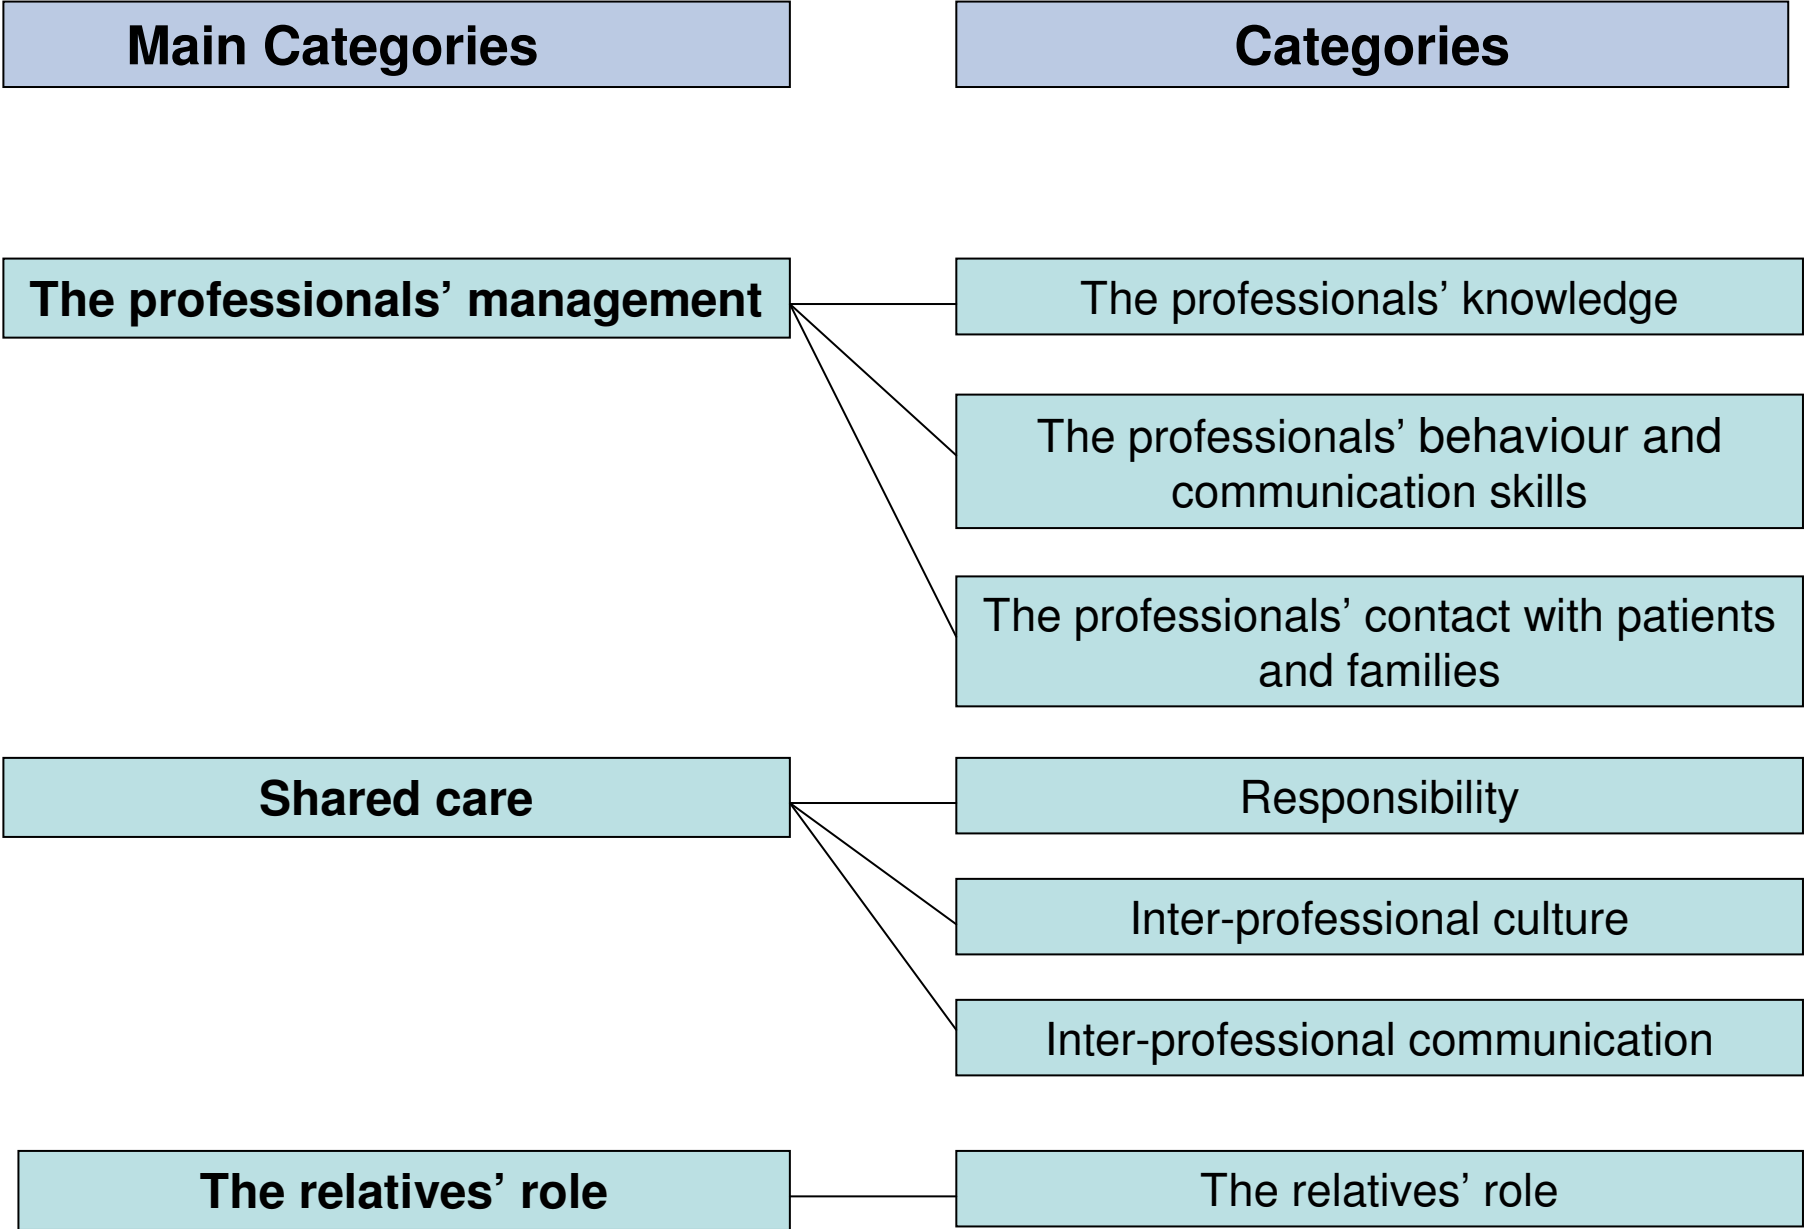 Main Categories
Categories
The professionals’ management
The professionals’ knowledge
The professionals’ behaviour and
communication skills
The professionals’ contact with patients
and families
Shared care
Responsibility
Inter-professional culture
Inter-professional communication
The relatives’ role
The relatives’ role